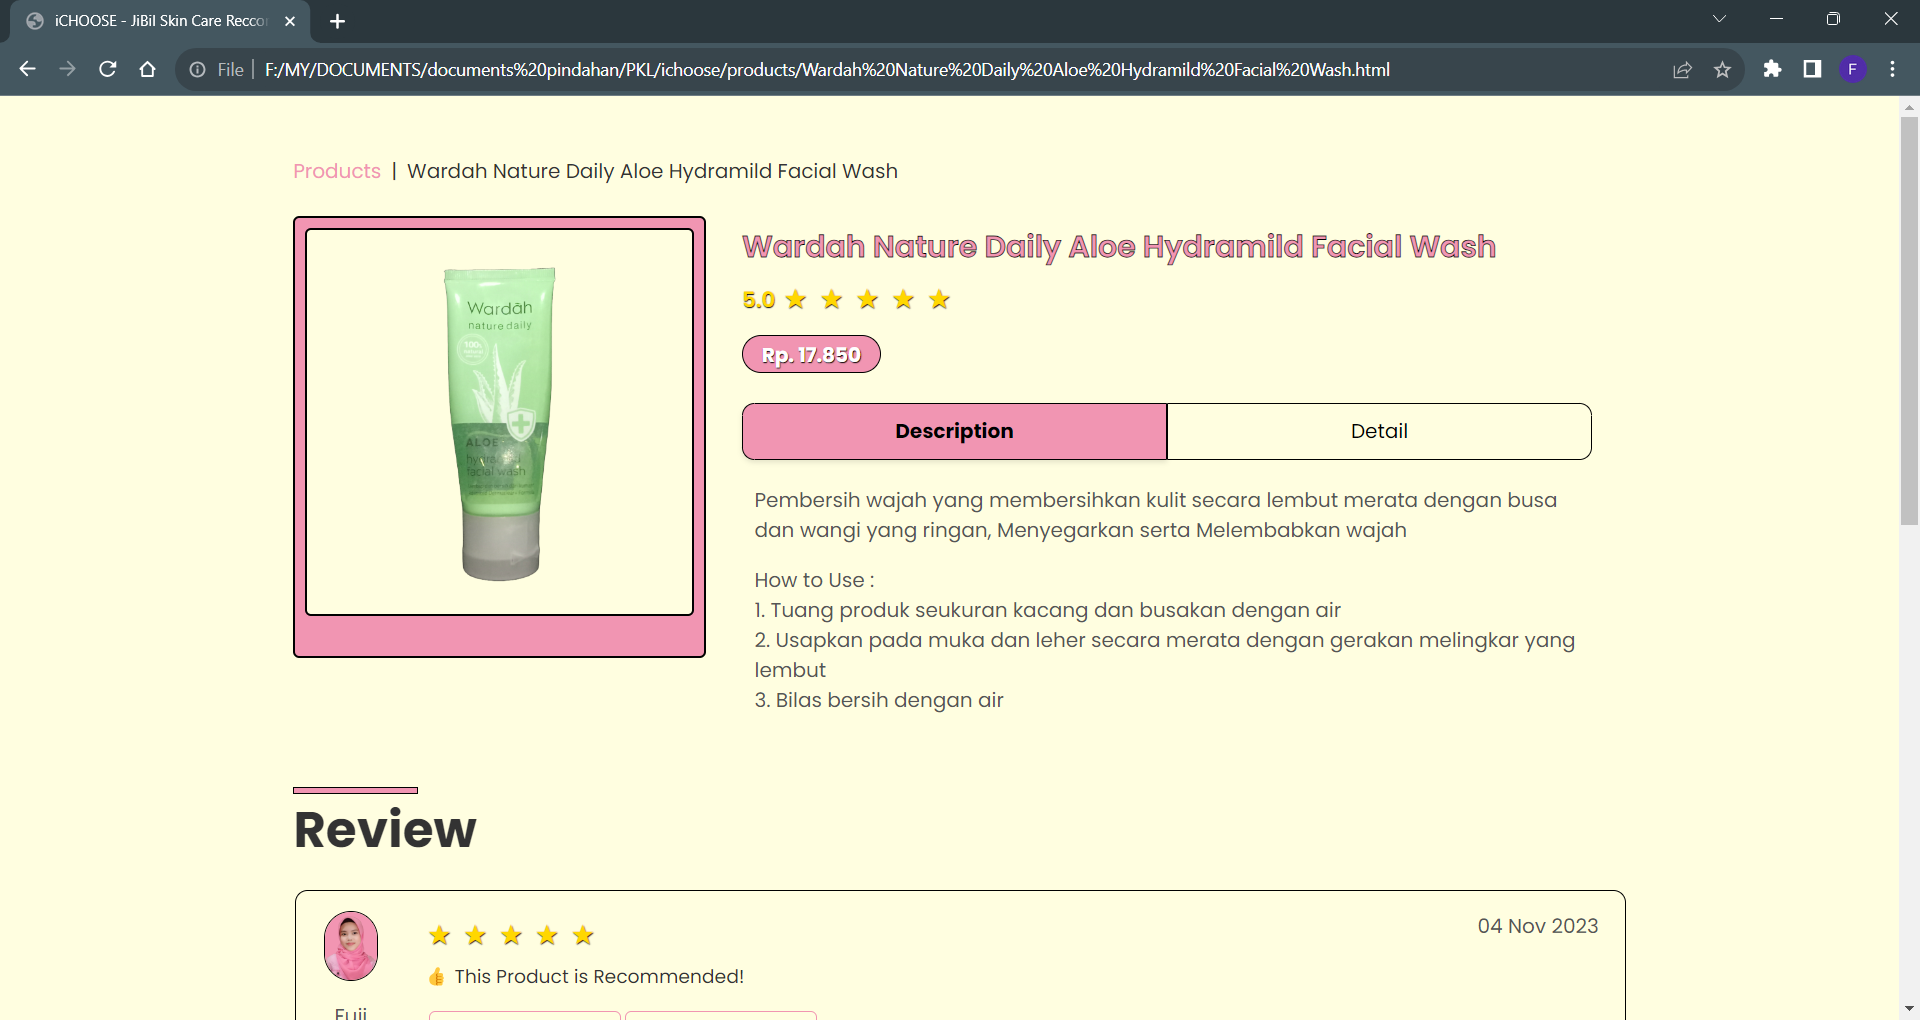 iCHOOSE - JiBil Skin Care Recco
File
F:/MY/DOCUMENTS/documents%20pindahan/PKL/ichoose/products/Wardah%20Nature%20Daily%20Aloe%20Hydramild%20Facial%20Wash.html
F
Products | Wardah Nature Daily Aloe Hydramild Facial Wash
Wardāh
nature daily
100%
ALOE
hydramild
facial wash
Wardah Nature Daily Aloe Hydramild Facial Wash
5.0 ★ ★ ★ ★ ★
Rp. 17.850
Description
Detail
Pembersih wajah yang membersihkan kulit secara lembut merata dengan busa
dan wangi yang ringan, Menyegarkan serta Melembabkan wajah
How to Use :
1. Tuang produk seukuran kacang dan busakan dengan air
2. Usapkan pada muka dan leher secara merata dengan gerakan melingkar yang
lembut
3. Bilas bersih dengan air
Review
★ ★ ★ ★ ★
04 Nov 2023
👍 This Product is Recommended!
Fuji